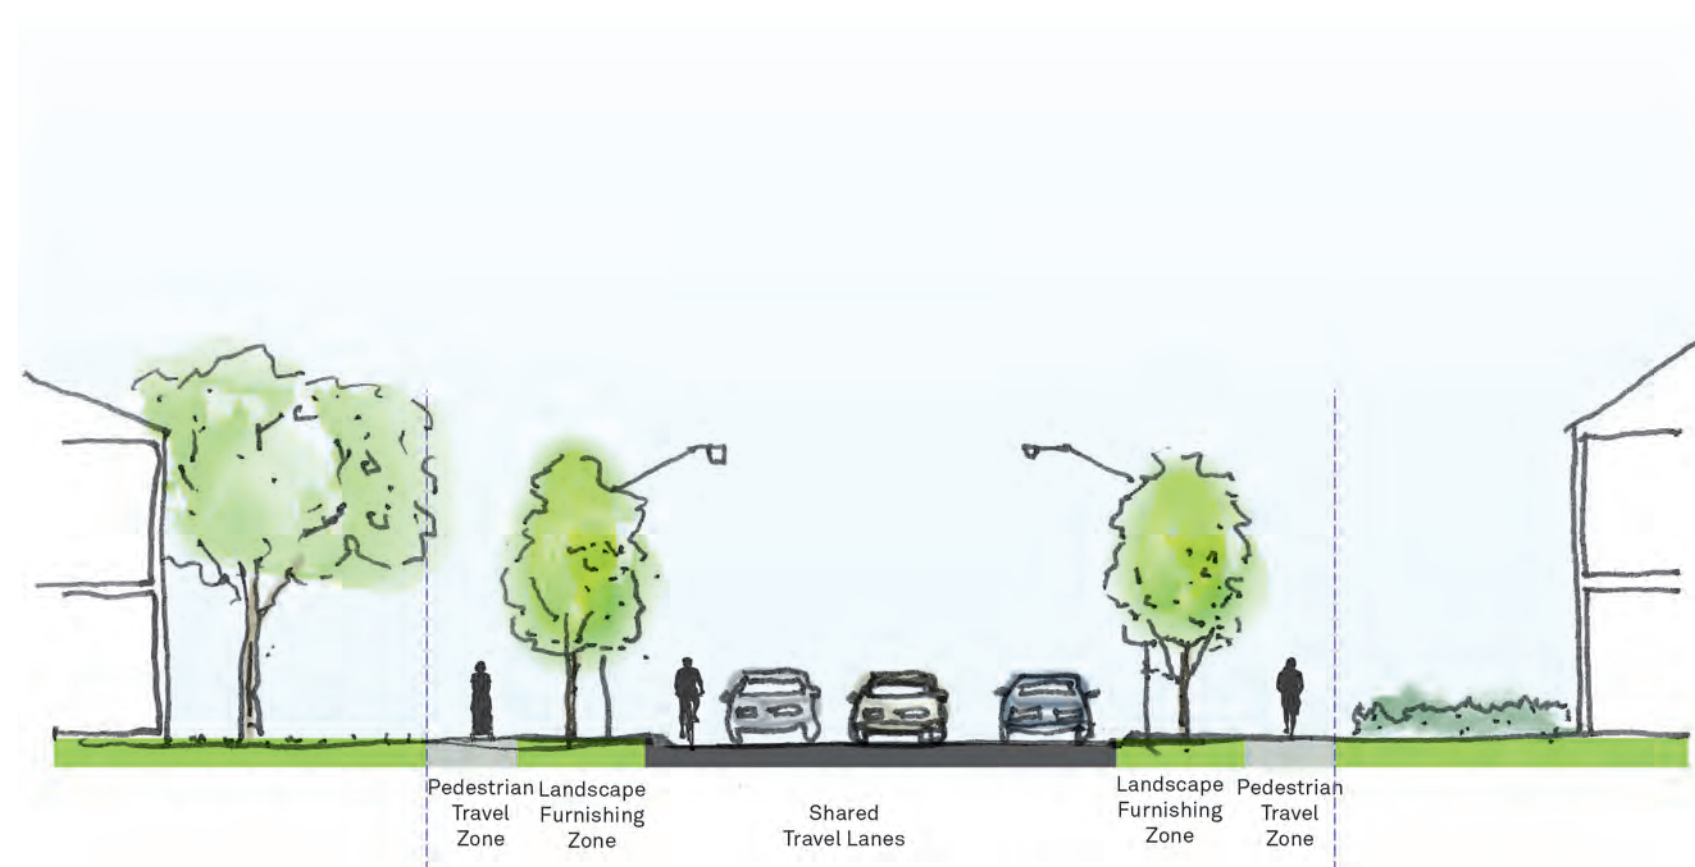 Pedestrian
Travel
Zone
Landscape
Furnishing
Zone
Shared
Travel Lanes
Landscape
Furnishing
Zone
Pedestrian
Travel
Zone